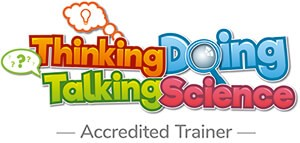 Thinking Doing
???
Talking Science
— Accredited Trainer —